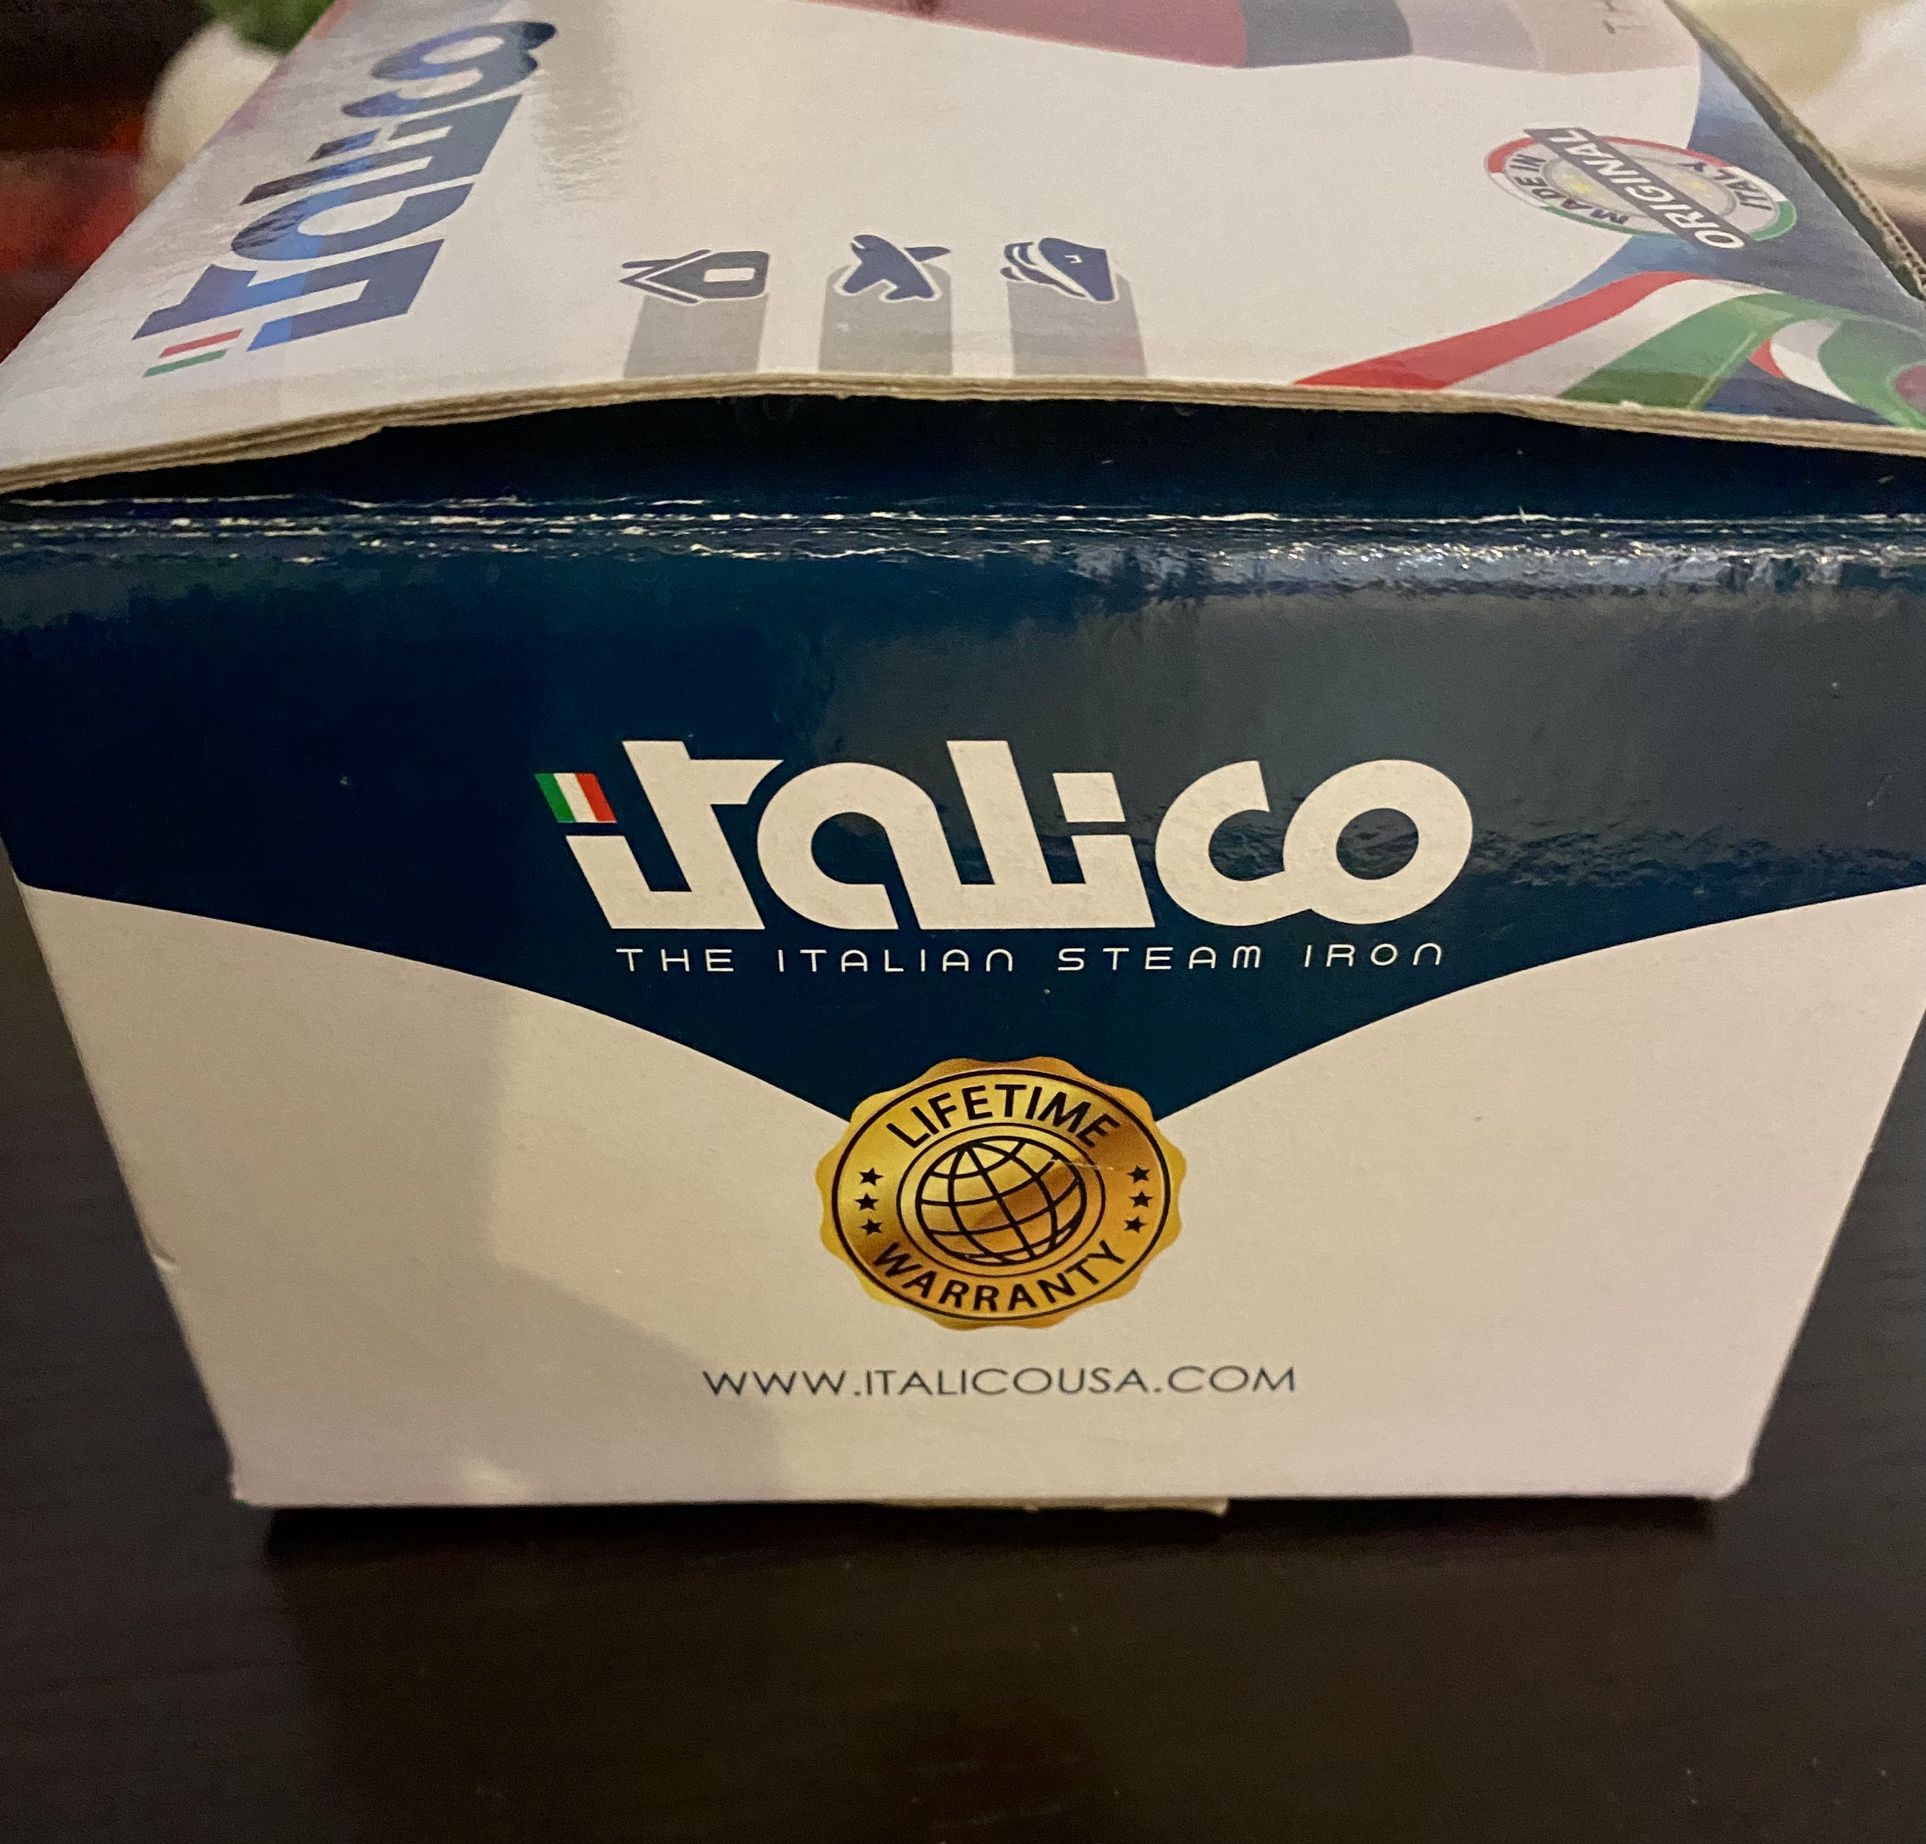 italico
MADE IN
ORIGINAL
ITALY
italico
THE ITALIAN STEAM IRON
LIFETIME
WARRANTY
WWW.ITALICOUSA.COM